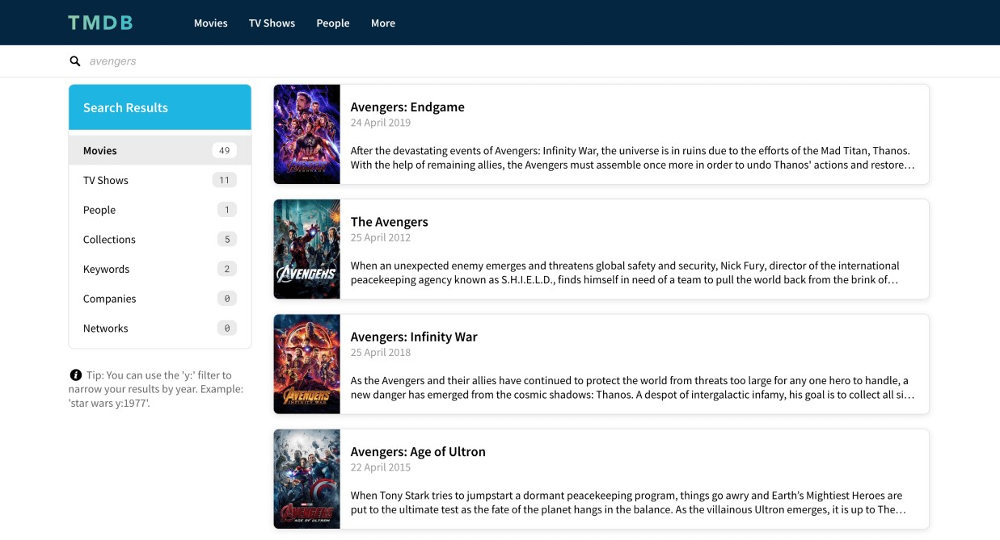 TMDB
Movies TV Shows People More
avengers
Search Results
Movies 49
TV Shows 11
People 1
Collections 5
Keywords 2
Companies 0
Networks 0
Tip: You can use the 'y:' filter to
narrow your results by year. Example:
'star wars y:1977'.
Avengers: Endgame
24 April 2019
After the devastating events of Avengers: Infinity War, the universe is in ruins due to the efforts of the Mad Titan, Thanos.
With the help of remaining allies, the Avengers must assemble once more in order to undo Thanos' actions and restore…
AVENGERS
The Avengers
25 April 2012
When an unexpected enemy emerges and threatens global safety and security, Nick Fury, director of the international
peacekeeping agency known as S.H.I.E.L.D., finds himself in need of a team to pull the world back from the brink of…
AVENGERS
INFINITY WAR
Avengers: Infinity War
25 April 2018
As the Avengers and their allies have continued to protect the world from threats too large for any one hero to handle, a
new danger has emerged from the cosmic shadows: Thanos. A despot of intergalactic infamy, his goal is to collect all si…
AVENGERS
AGE OF ULTRON
Avengers: Age of Ultron
22 April 2015
When Tony Stark tries to jumpstart a dormant peacekeeping program, things go awry and Earth’s Mightiest Heroes are
put to the ultimate test as the fate of the planet hangs in the balance. As the villainous Ultron emerges, it is up to The…